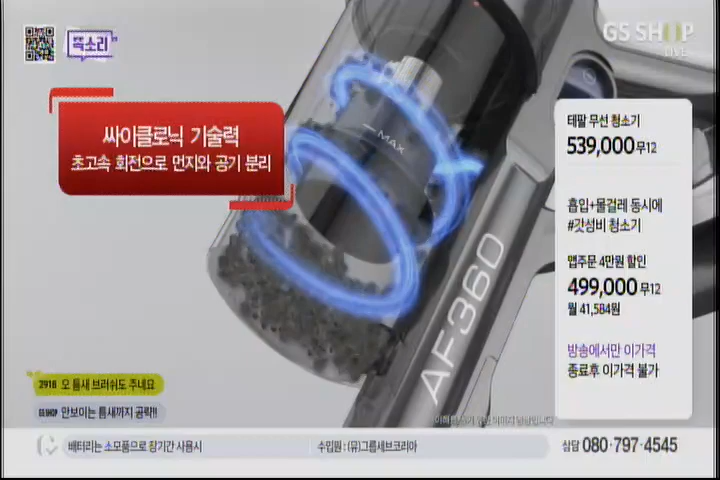 GS SHOP
LIVE
톡소리
싸이클로닉 기술력
초고속 회전으로 먼지와 공기 분리
MAX
AF360
테팔 무선 청소기
539,000무12
흡입+물걸레 동시에
#갓성비 청소기
앱주문 4만원 할인
499,000무12
월 41,584원
방송에서만 이가격
종료후 이가격 불가
2918 오 틈새 브러쉬도 주네요
GS SHOP 안보이는 틈새까지 공략!!
배터리는 소모품으로 장기간 사용시
수입원 : (유)그룹세브코리아
상담 080·797·4545